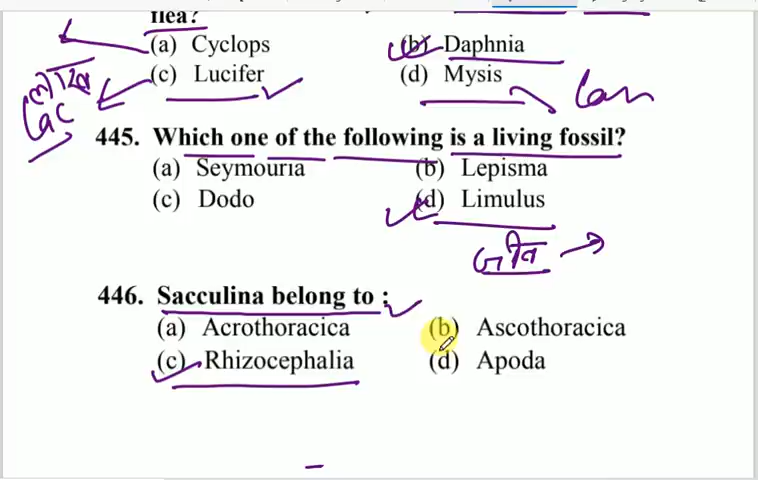 flea?
(a) Cyclops (b) Daphnia
(c) Lucifer (d) Mysis
445. Which one of the following is a living fossil?
(a) Seymouria (b) Lepisma
(c) Dodo (d) Limulus
446. Sacculina belong to :
(a) Acrothoracica (b) Ascothoracica
(c) Rhizocephalia (d) Apoda